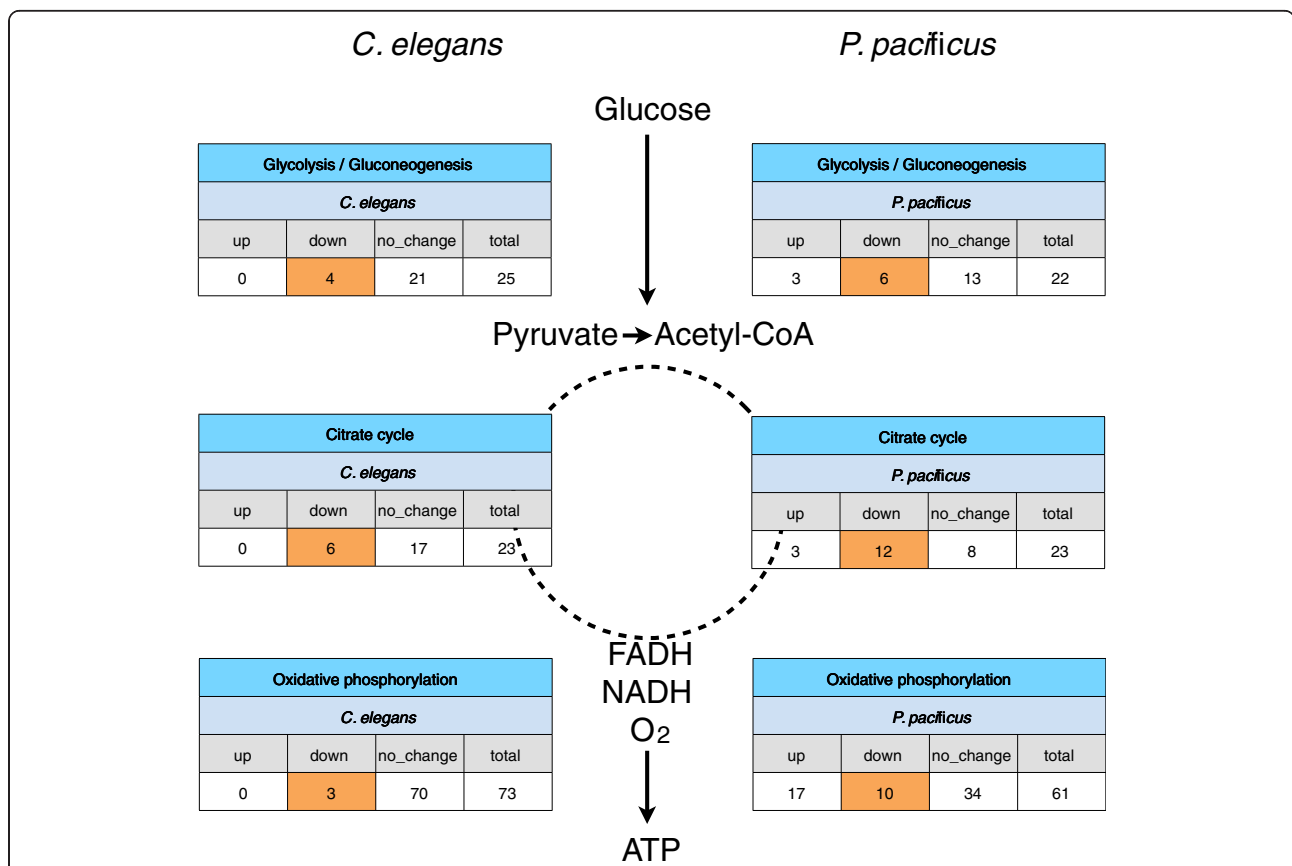 C. elegans P. pacificus
Glucose
Glycolysis / Gluconeogenesis
C. elegans
up down no_change total
0 4 21 25
Glycolysis / Gluconeogenesis
P. pacificus
up down no_change total
3 6 13 22
Pyruvate → Acetyl-CoA
Citrate cycle
C. elegans
up down no_change total
0 6 17 23
Citrate cycle
P. pacificus
up down no_change total
3 12 8 23
FADH
NADH
O₂
Oxidative phosphorylation
C. elegans
up down no_change total
0 3 70 73
Oxidative phosphorylation
P. pacificus
up down no_change total
17 10 34 61
ATP